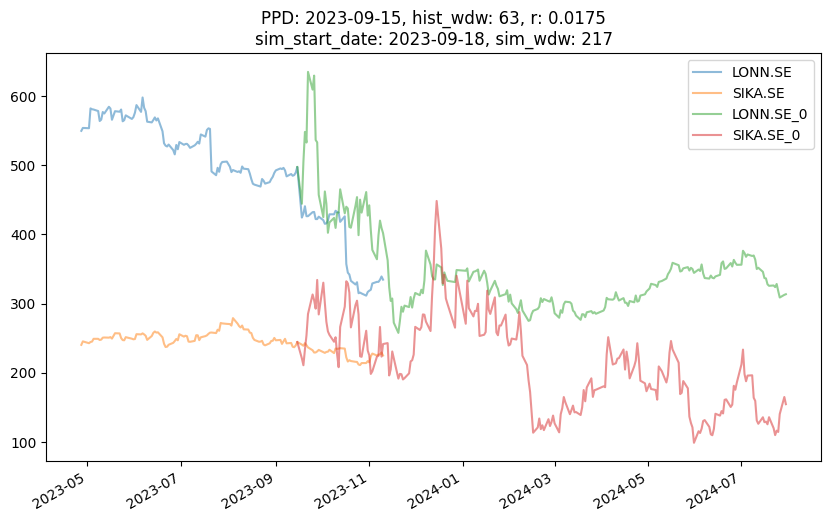 PPD: 2023-09-15, hist_wdw: 63, r: 0.0175
sim_start_date: 2023-09-18, sim_wdw: 217
LONN.SE
SIKA.SE
LONN.SE_0
SIKA.SE_0
600
500
400
300
200
100
2023-05
2023-07
2023-09
2023-11
2024-01
2024-03
2024-05
2024-07